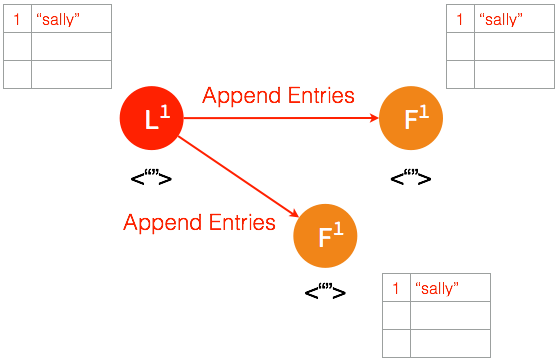 1 “sally”
1 “sally”
Append Entries
L¹
F¹
<“”>
<“”>
Append Entries
F¹
<“”>
1 “sally”